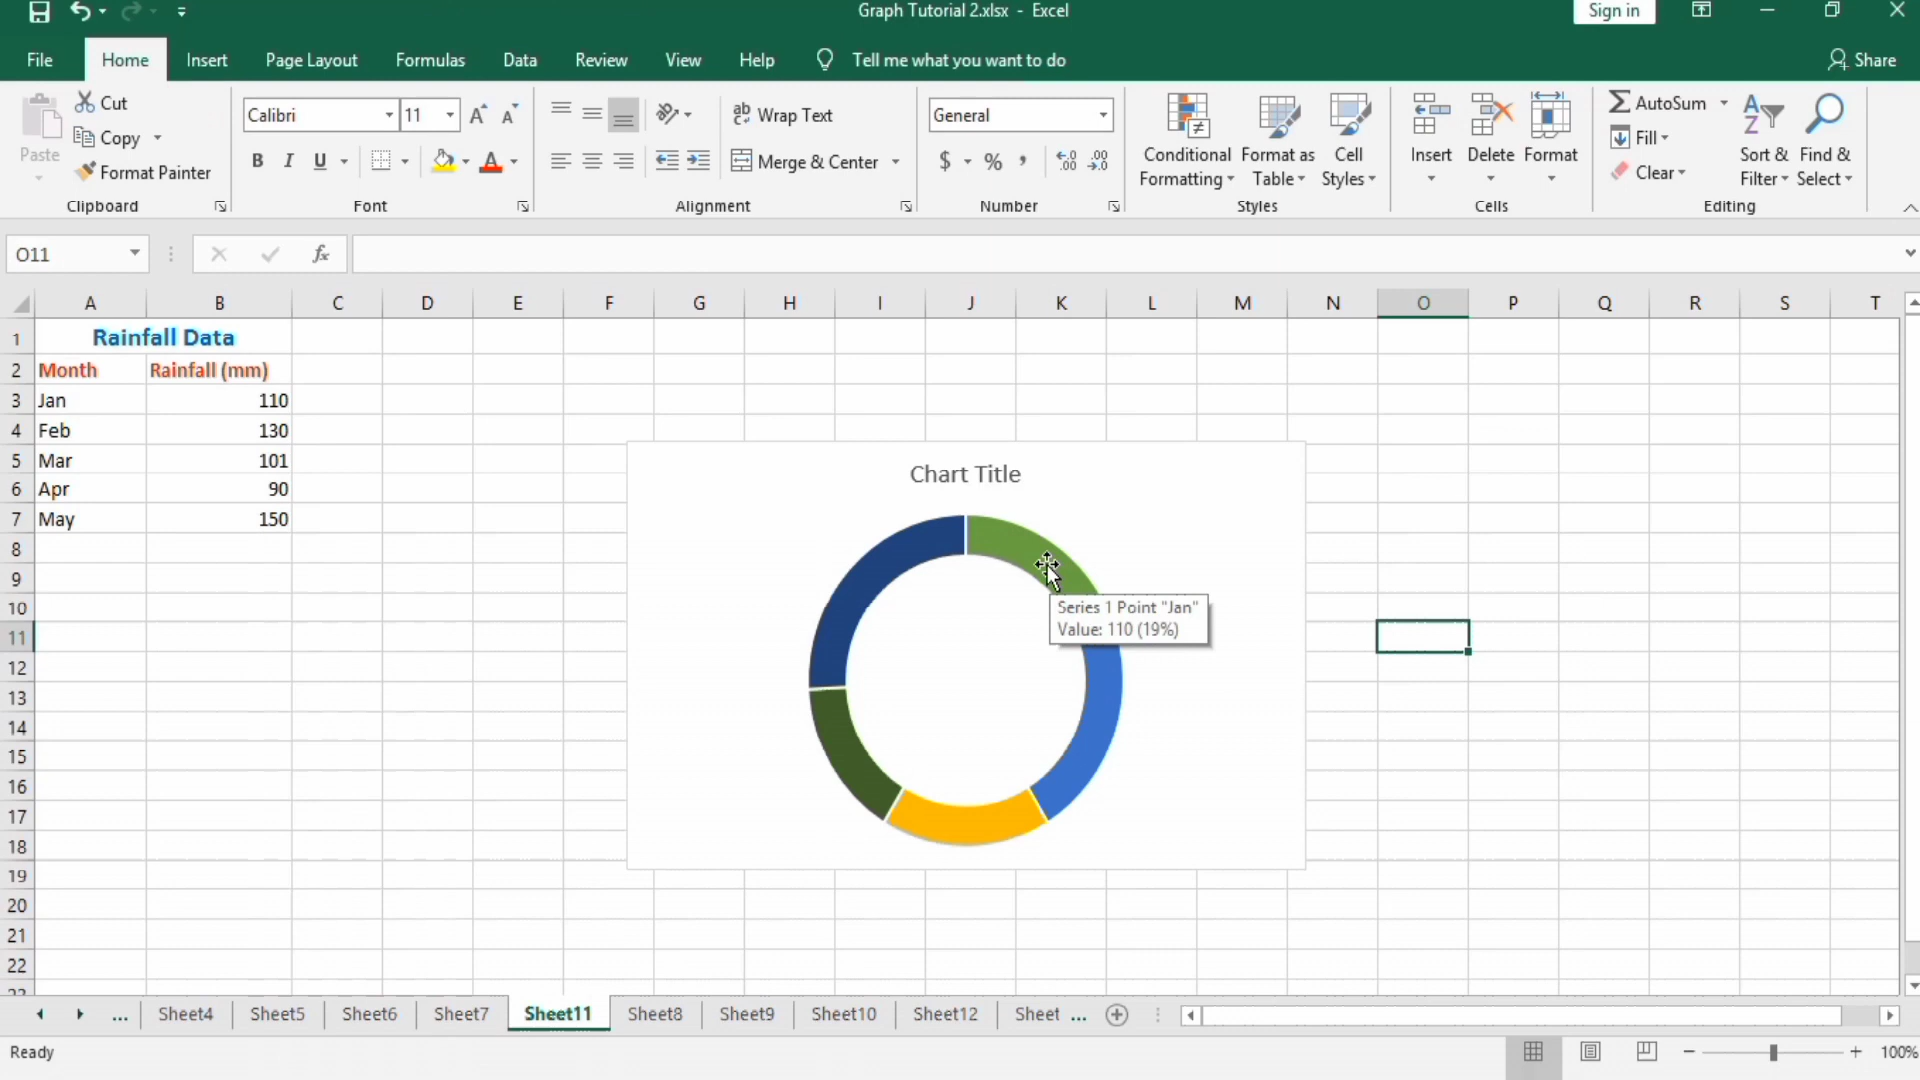 Graph Tutorial 2.xlsx - Excel
Sign in
File Home Insert Page Layout Formulas Data Review View Help Tell me what you want to do Share
Paste
Cut
Copy
Format Painter
Clipboard
Calibri 11
B I U A
Font
ab Wrap Text
Merge & Center
Alignment
General
$ % ,
Number
Conditional Formatting
Format as Table
Cell Styles
Styles
Insert Delete Format
Cells
AutoSum
Fill
Clear
Sort & Filter
Find & Select
Editing
O11
fx
A B C D E F G H I J K L M N O P Q R S T
1 Rainfall Data
2 Month Rainfall (mm)
3 Jan 110
4 Feb 130
5 Mar 101
6 Apr 90
7 May 150
8
9
10
11
12
13
14
15
16
17
18
19
20
21
22
Chart Title
Series 1 Point "Jan"
Value: 110 (19%)
... Sheet4 Sheet5 Sheet6 Sheet7 Sheet11 Sheet8 Sheet9 Sheet10 Sheet12 Sheet ...
Ready
100%